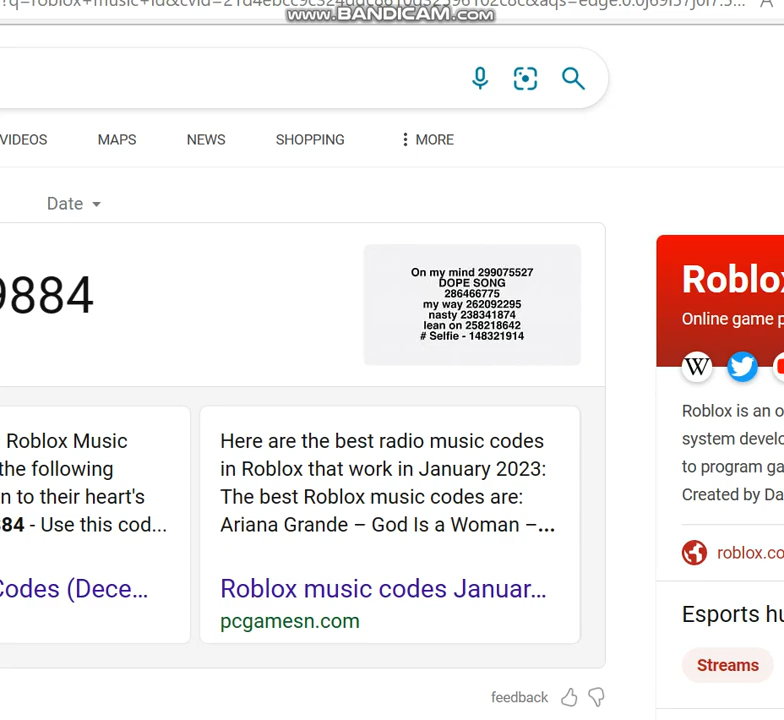 ?q=roblox+music+id&cvid=
www.BANDICAM.com
VIDEOS MAPS NEWS SHOPPING MORE
Date
9884
On my mind 299075527
DOPE SONG
286466775
my way 262092295
nasty 238341874
lean on 258218642
# Selfie - 148321914
Roblox
Online game p
W
Roblox Music
the following
n to their heart's
84 - Use this cod...
Codes (Dece...
Here are the best radio music codes
in Roblox that work in January 2023:
The best Roblox music codes are:
Ariana Grande – God Is a Woman –...
Roblox music codes Januar...
pcgamesn.com
Roblox is an o
system develo
to program ga
Created by Da
roblox.co
Esports hu
Streams
feedback